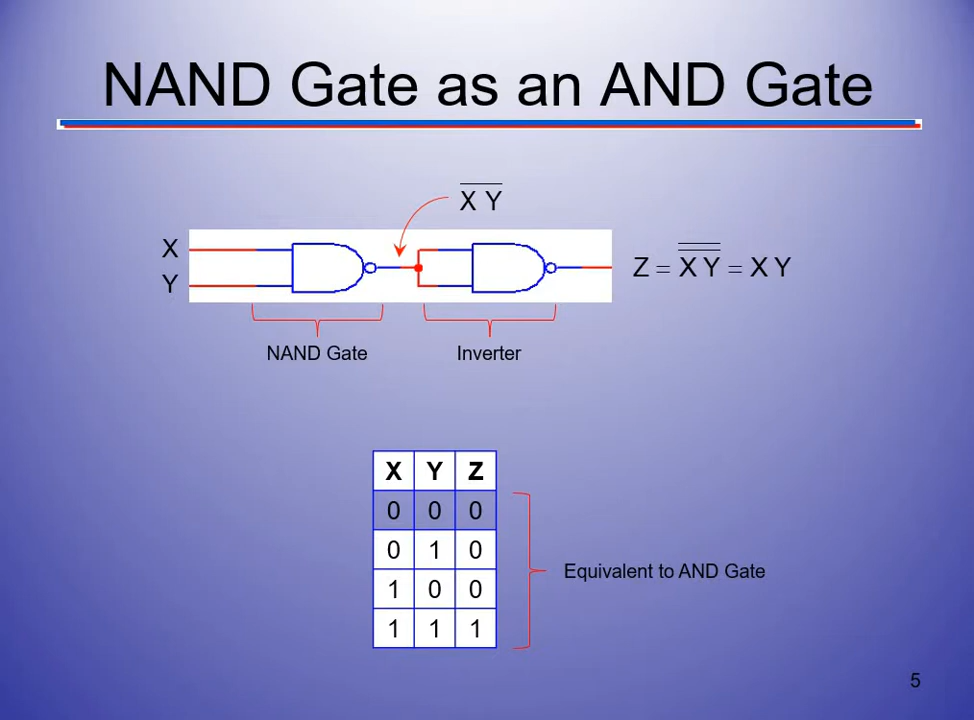 NAND Gate as an AND Gate
X̅ ̅Y̅
X
Y
Z = X̿ ̿Y̿ = X Y
NAND Gate
Inverter
X Y Z
0 0 0
0 1 0
1 0 0
1 1 1
Equivalent to AND Gate
5